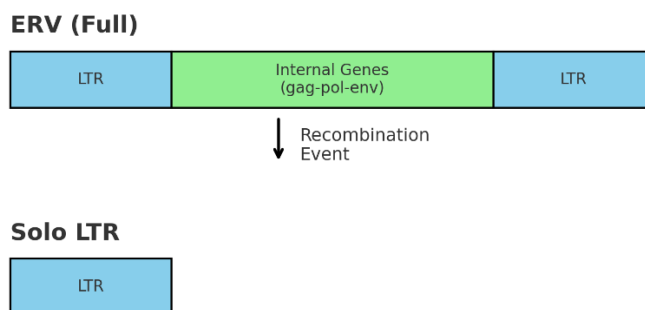 ERV (Full)
LTR
Internal Genes
(gag-pol-env)
LTR
Recombination
Event
Solo LTR
LTR